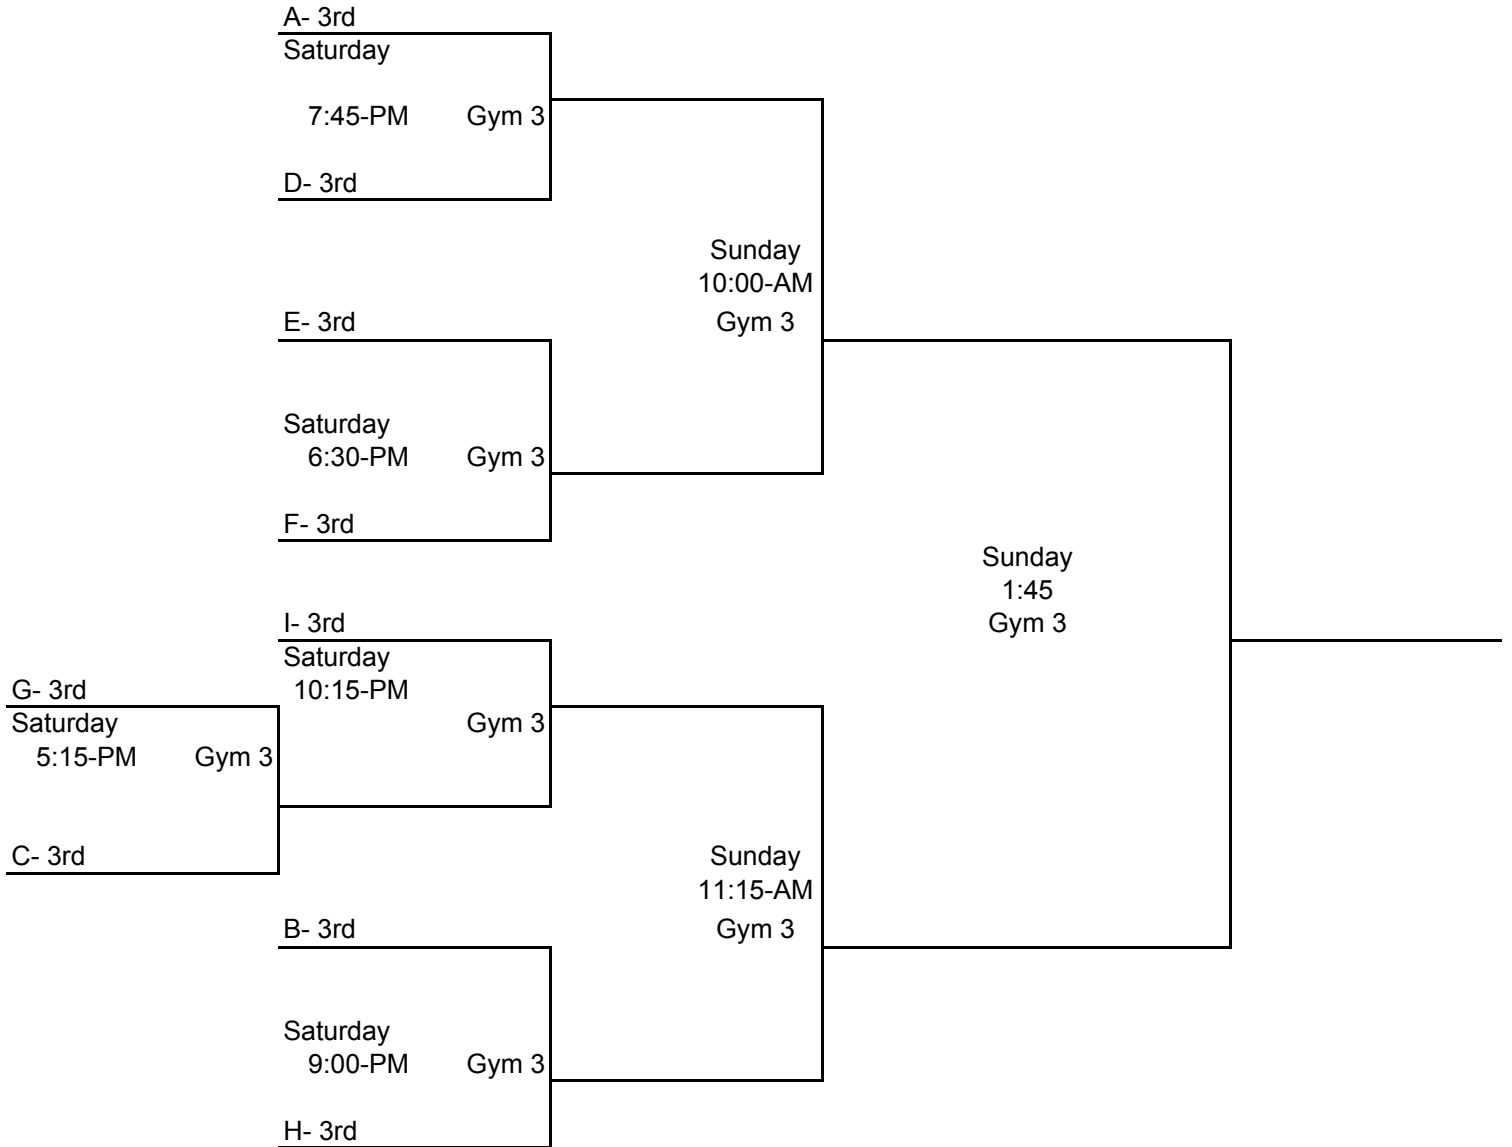 A- 3rd
Saturday
7:45-PM Gym 3
D- 3rd
Sunday
10:00-AM
E- 3rd
Gym 3
Saturday
6:30-PM Gym 3
F- 3rd
Sunday
1:45
Gym 3
I- 3rd
Saturday
10:15-PM
Gym 3
G- 3rd
Saturday
5:15-PM Gym 3
C- 3rd
Sunday
11:15-AM
Gym 3
B- 3rd
Saturday
9:00-PM Gym 3
H- 3rd